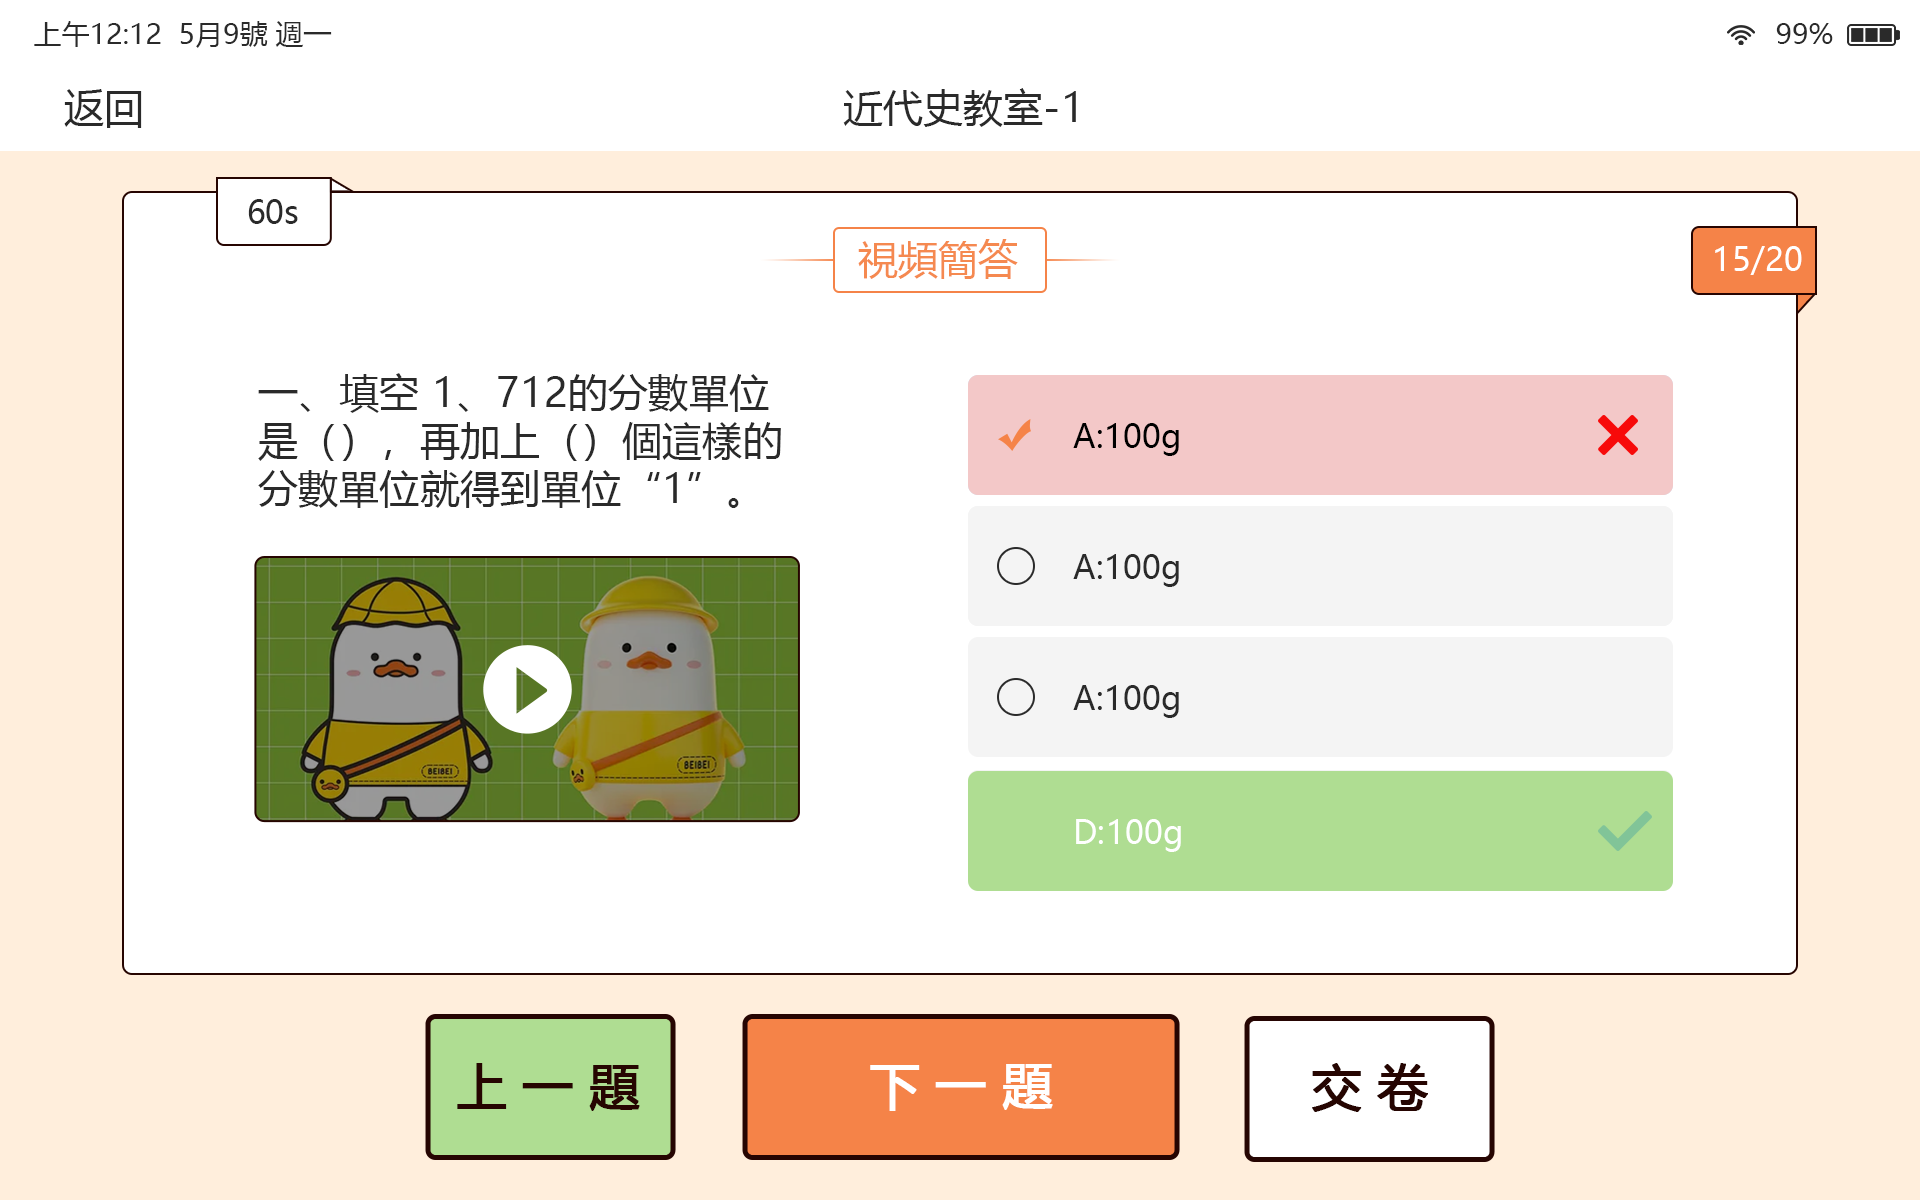 上午12:12 5月9號 週一
99%
返回
近代史教室-1
60s
視頻簡答
15/20
一、填空 1、712的分數單位
是（），再加上（）個這樣的
分數單位就得到單位“1”。
BEIBEI
BEIBEI
A:100g
A:100g
A:100g
D:100g
上一題
下一題
交卷